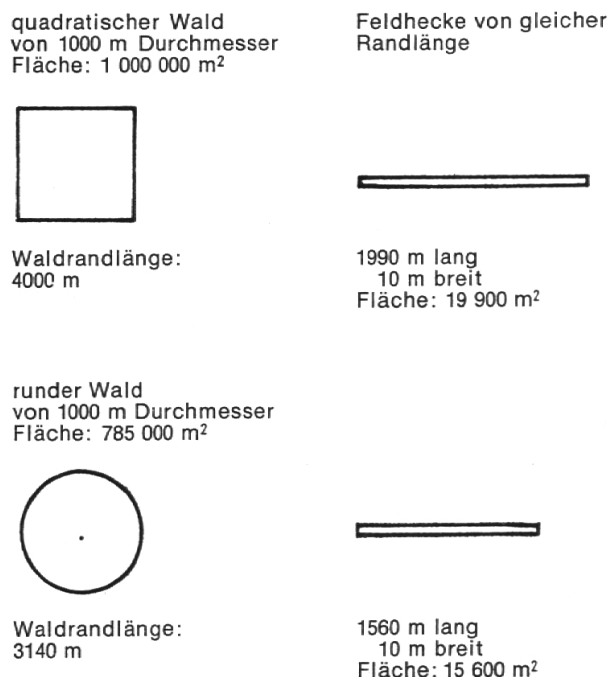 quadratischer Wald
von 1000 m Durchmesser
Fläche: 1 000 000 m²
Feldhecke von gleicher
Randlänge
Waldrandlänge:
4000 m
1990 m lang
10 m breit
Fläche: 19 900 m²
runder Wald
von 1000 m Durchmesser
Fläche: 785 000 m²
Waldrandlänge:
3140 m
1560 m lang
10 m breit
Fläche: 15 600 m²